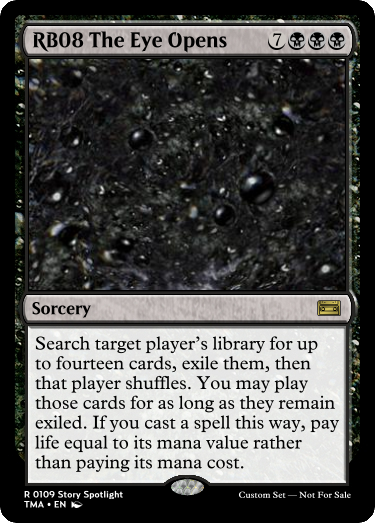 RB08 The Eye Opens 7
Sorcery
Search target player's library for up
to fourteen cards, exile them, then
that player shuffles. You may play
those cards for as long as they remain
exiled. If you cast a spell this way, pay
life equal to its mana value rather
than paying its mana cost.
R 0109 Story Spotlight
Custom Set — Not For Sale
TMA • EN